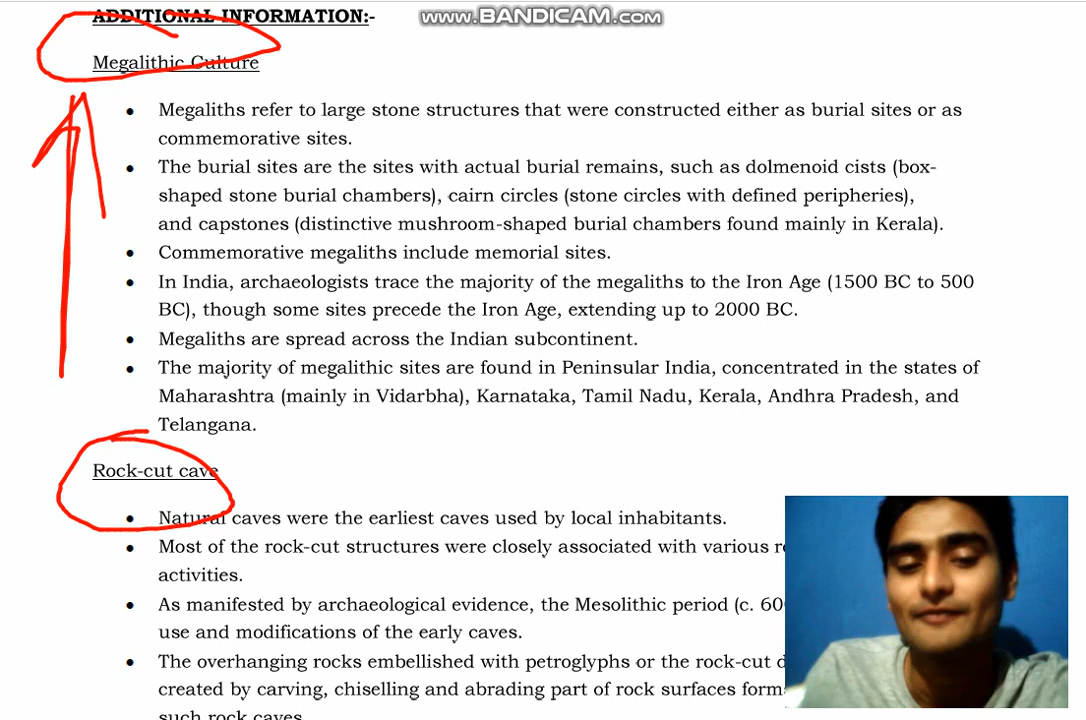 www.BANDICAM.com
ADDITIONAL INFORMATION:-
Megalithic Culture
• Megaliths refer to large stone structures that were constructed either as burial sites or as
commemorative sites.
• The burial sites are the sites with actual burial remains, such as dolmenoid cists (box-
shaped stone burial chambers), cairn circles (stone circles with defined peripheries),
and capstones (distinctive mushroom-shaped burial chambers found mainly in Kerala).
• Commemorative megaliths include memorial sites.
• In India, archaeologists trace the majority of the megaliths to the Iron Age (1500 BC to 500
BC), though some sites precede the Iron Age, extending up to 2000 BC.
• Megaliths are spread across the Indian subcontinent.
• The majority of megalithic sites are found in Peninsular India, concentrated in the states of
Maharashtra (mainly in Vidarbha), Karnataka, Tamil Nadu, Kerala, Andhra Pradesh, and
Telangana.
Rock-cut cave
• Natural caves were the earliest caves used by local inhabitants.
• Most of the rock-cut structures were closely associated with various
activities.
• As manifested by archaeological evidence, the Mesolithic period (c.
use and modifications of the early caves.
• The overhanging rocks embellished with petroglyphs or the rock-cut
created by carving, chiselling and abrading part of rock surfaces
such rock caves